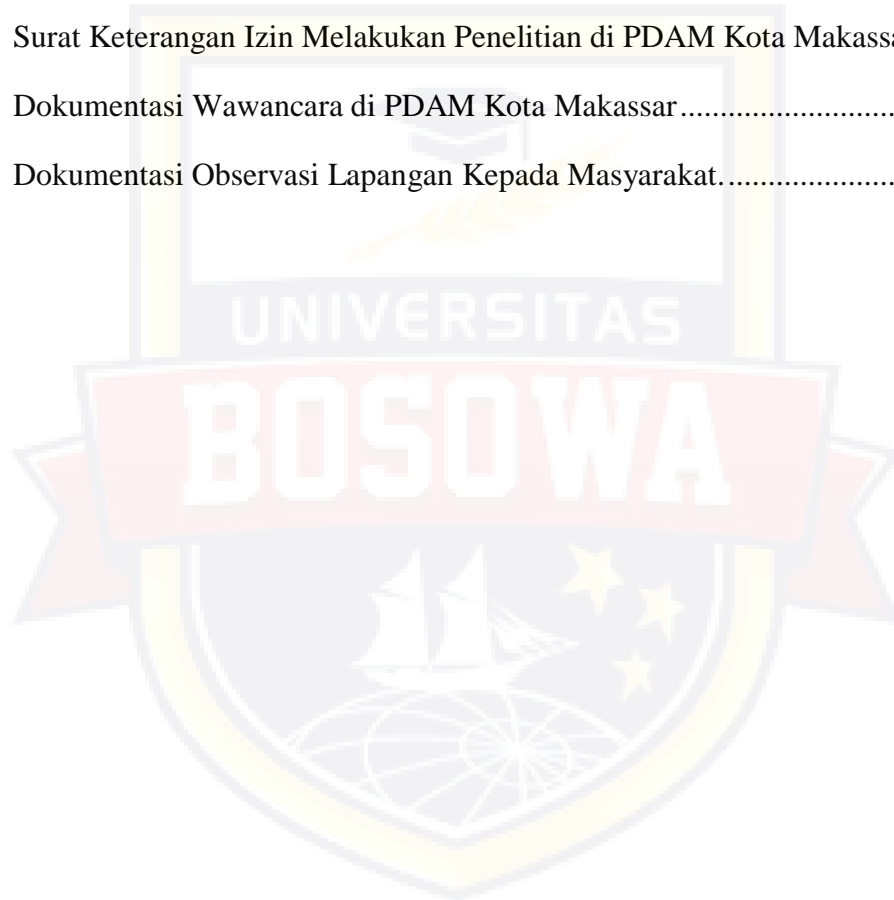 Surat Keterangan Izin Melakukan Penelitian di PDAM Kota Makassa
Dokumentasi Wawancara di PDAM Kota Makassar..........................
Dokumentasi Observasi Lapangan Kepada Masyarakat......................
UNIVERSITAS
BOSOWA